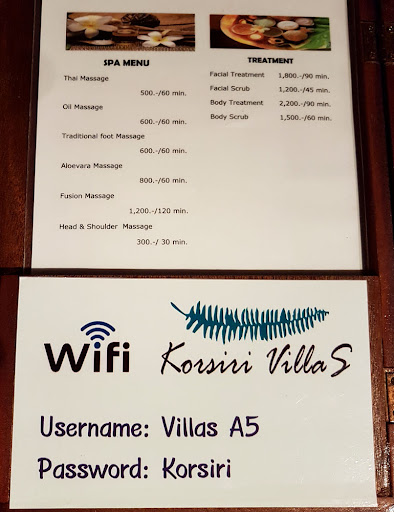 SPA MENU
Thai Massage
500.-/60 min.
Oil Massage
600.-/60 min.
Traditional foot Massage
600.-/60 min.
Aloevara Massage
800.-/60 min.
Fusion Massage
1,200.-/120 min.
Head & Shoulder Massage
300.-/ 30 min.
TREATMENT
Facial Treatment 1,800.-/90 min.
Facial Scrub 1,200.-/45 min.
Body Treatment 2,200.-/90 min.
Body Scrub 1,500.-/60 min.
Wifi
Korsiri VillaS
Username: Villas A5
Password: Korsiri